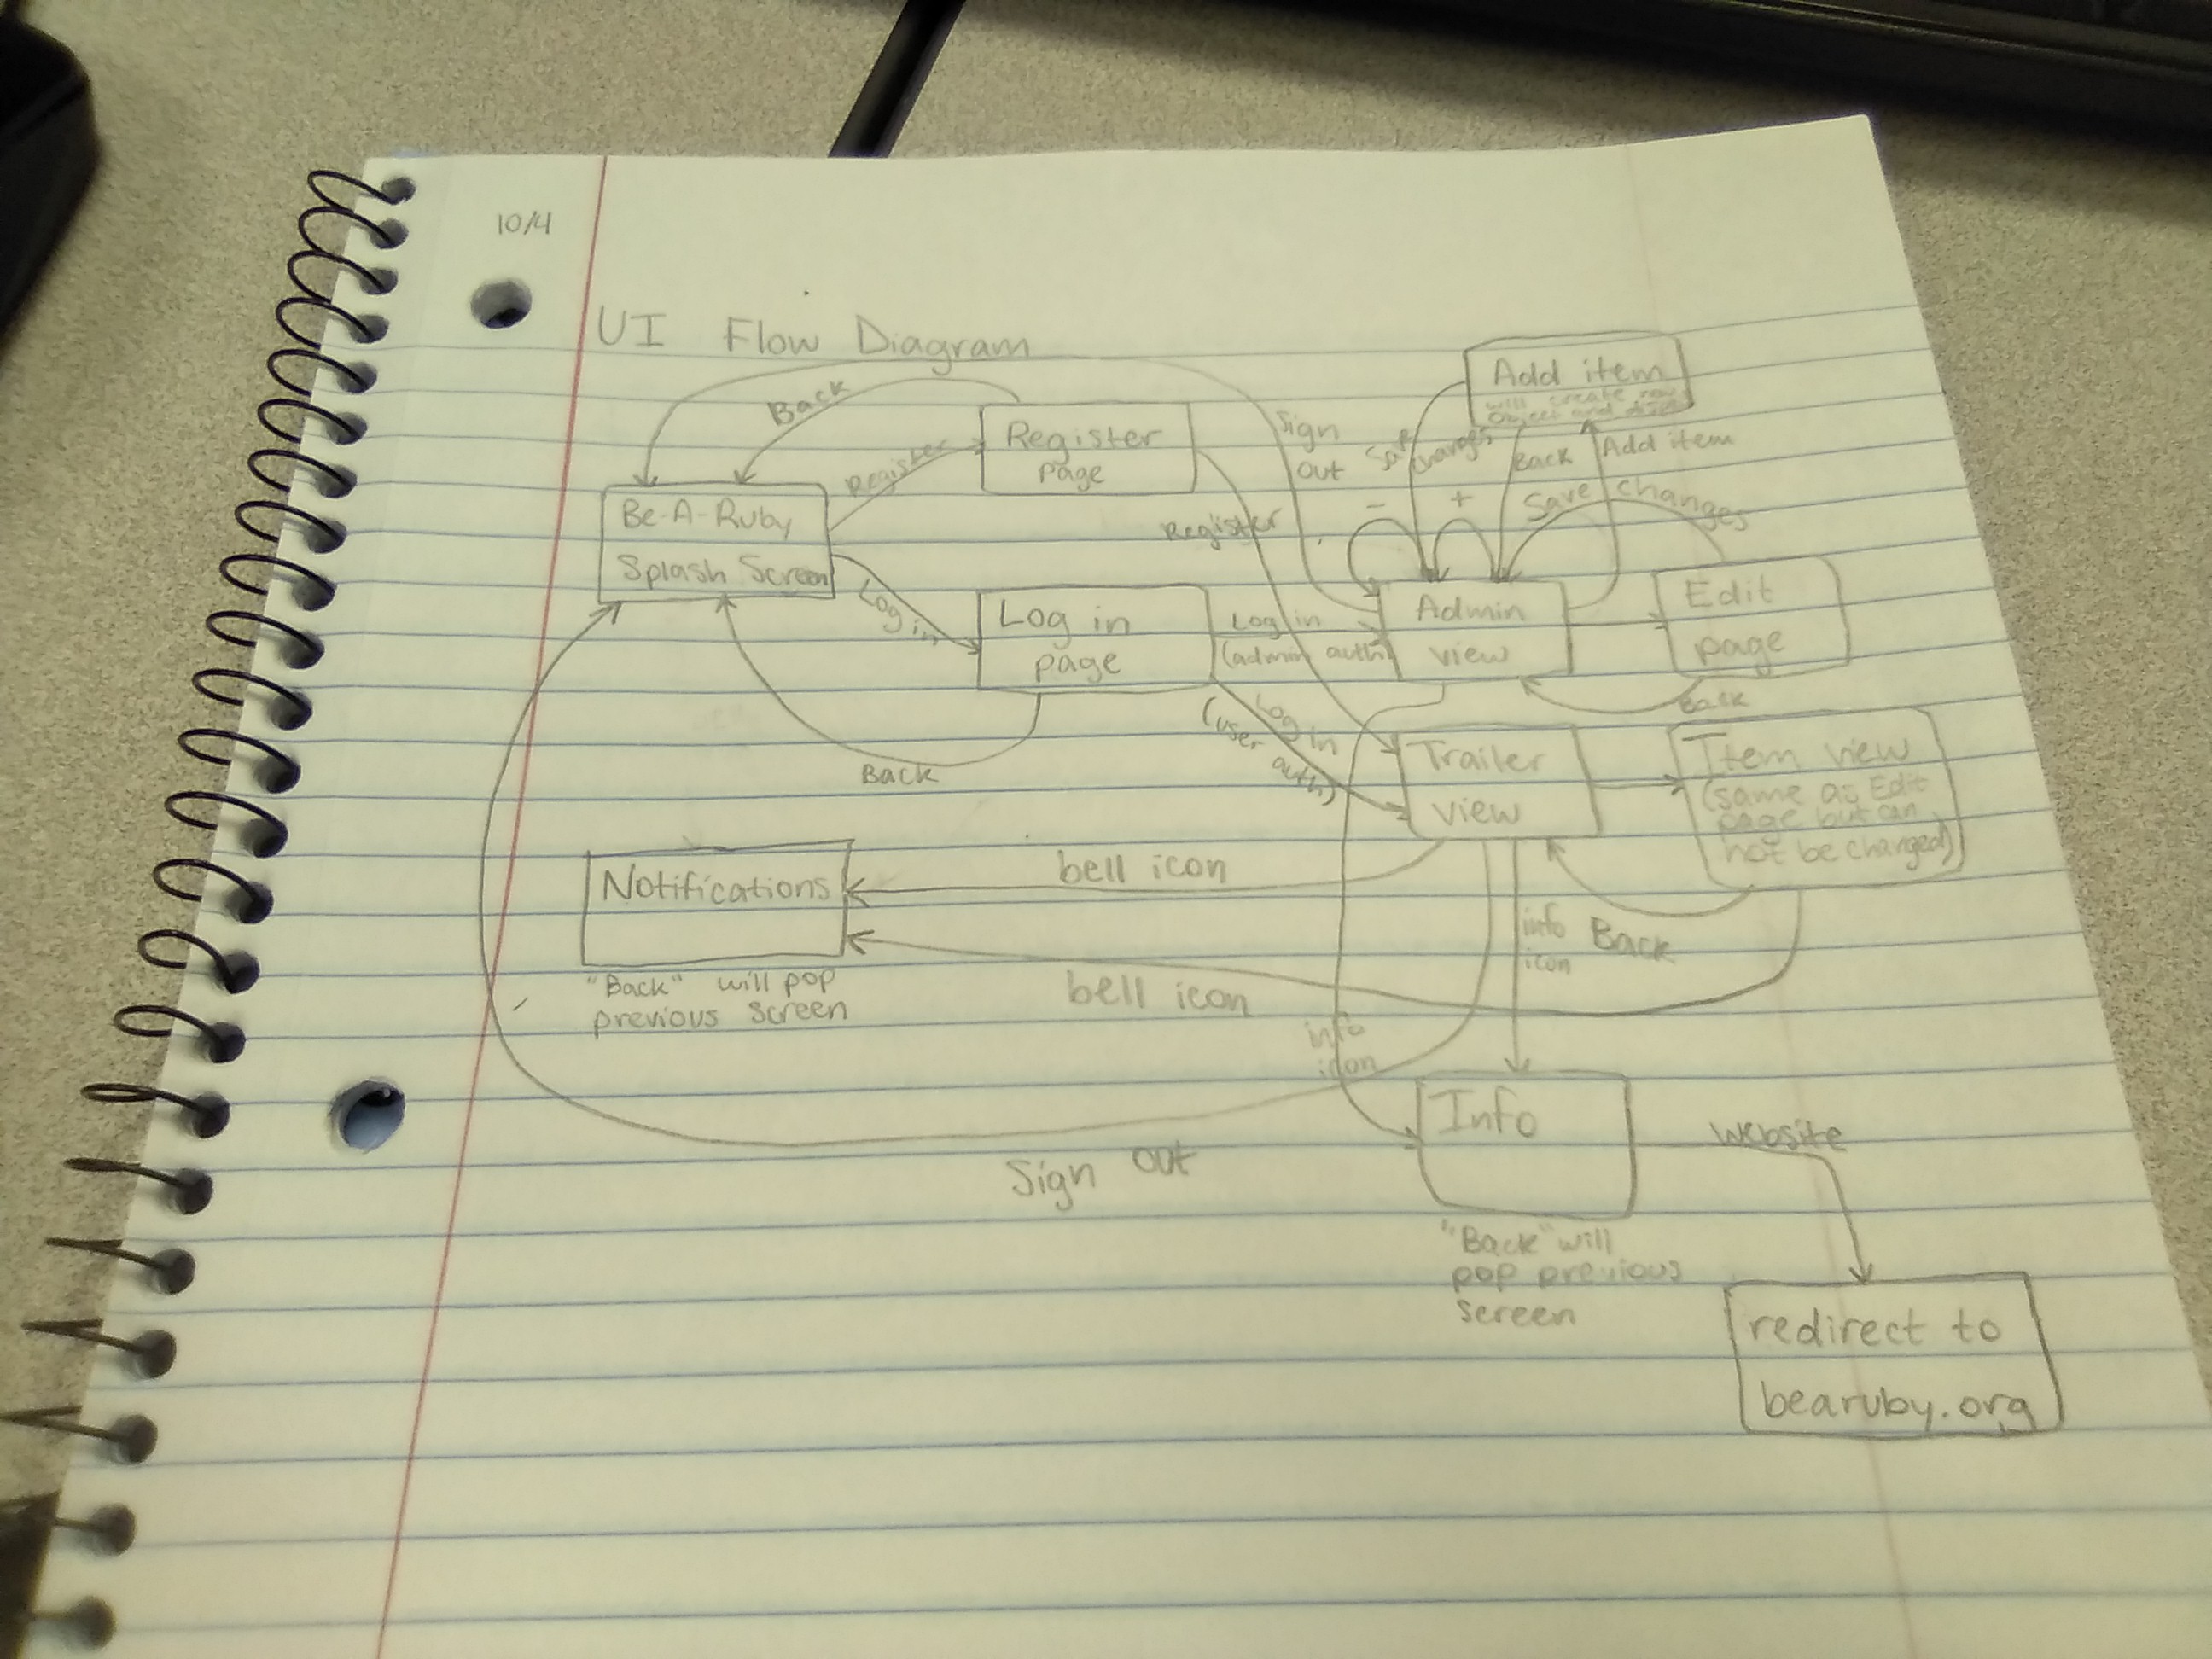 10/4
UI Flow Diagram
Add item
will create new
object and
Back
Register
page
Register
Sign
out
Save
changes
Back
Add item
Be-A-Ruby
Splash Screen
Register
-
+
Save changes
Log in
Log in
page
Log in
(admin auth)
Admin
view
Edit
page
Back
Log in
(user auth)
Back
Trailer
view
Item view
(same as Edit
page but can
not be changed)
Notifications
"Back" will pop
previous screen
bell icon
bell icon
info
icon
Back
info
icon
Sign out
Info
"Back" will
pop previous
screen
website
redirect to
bearuby.org